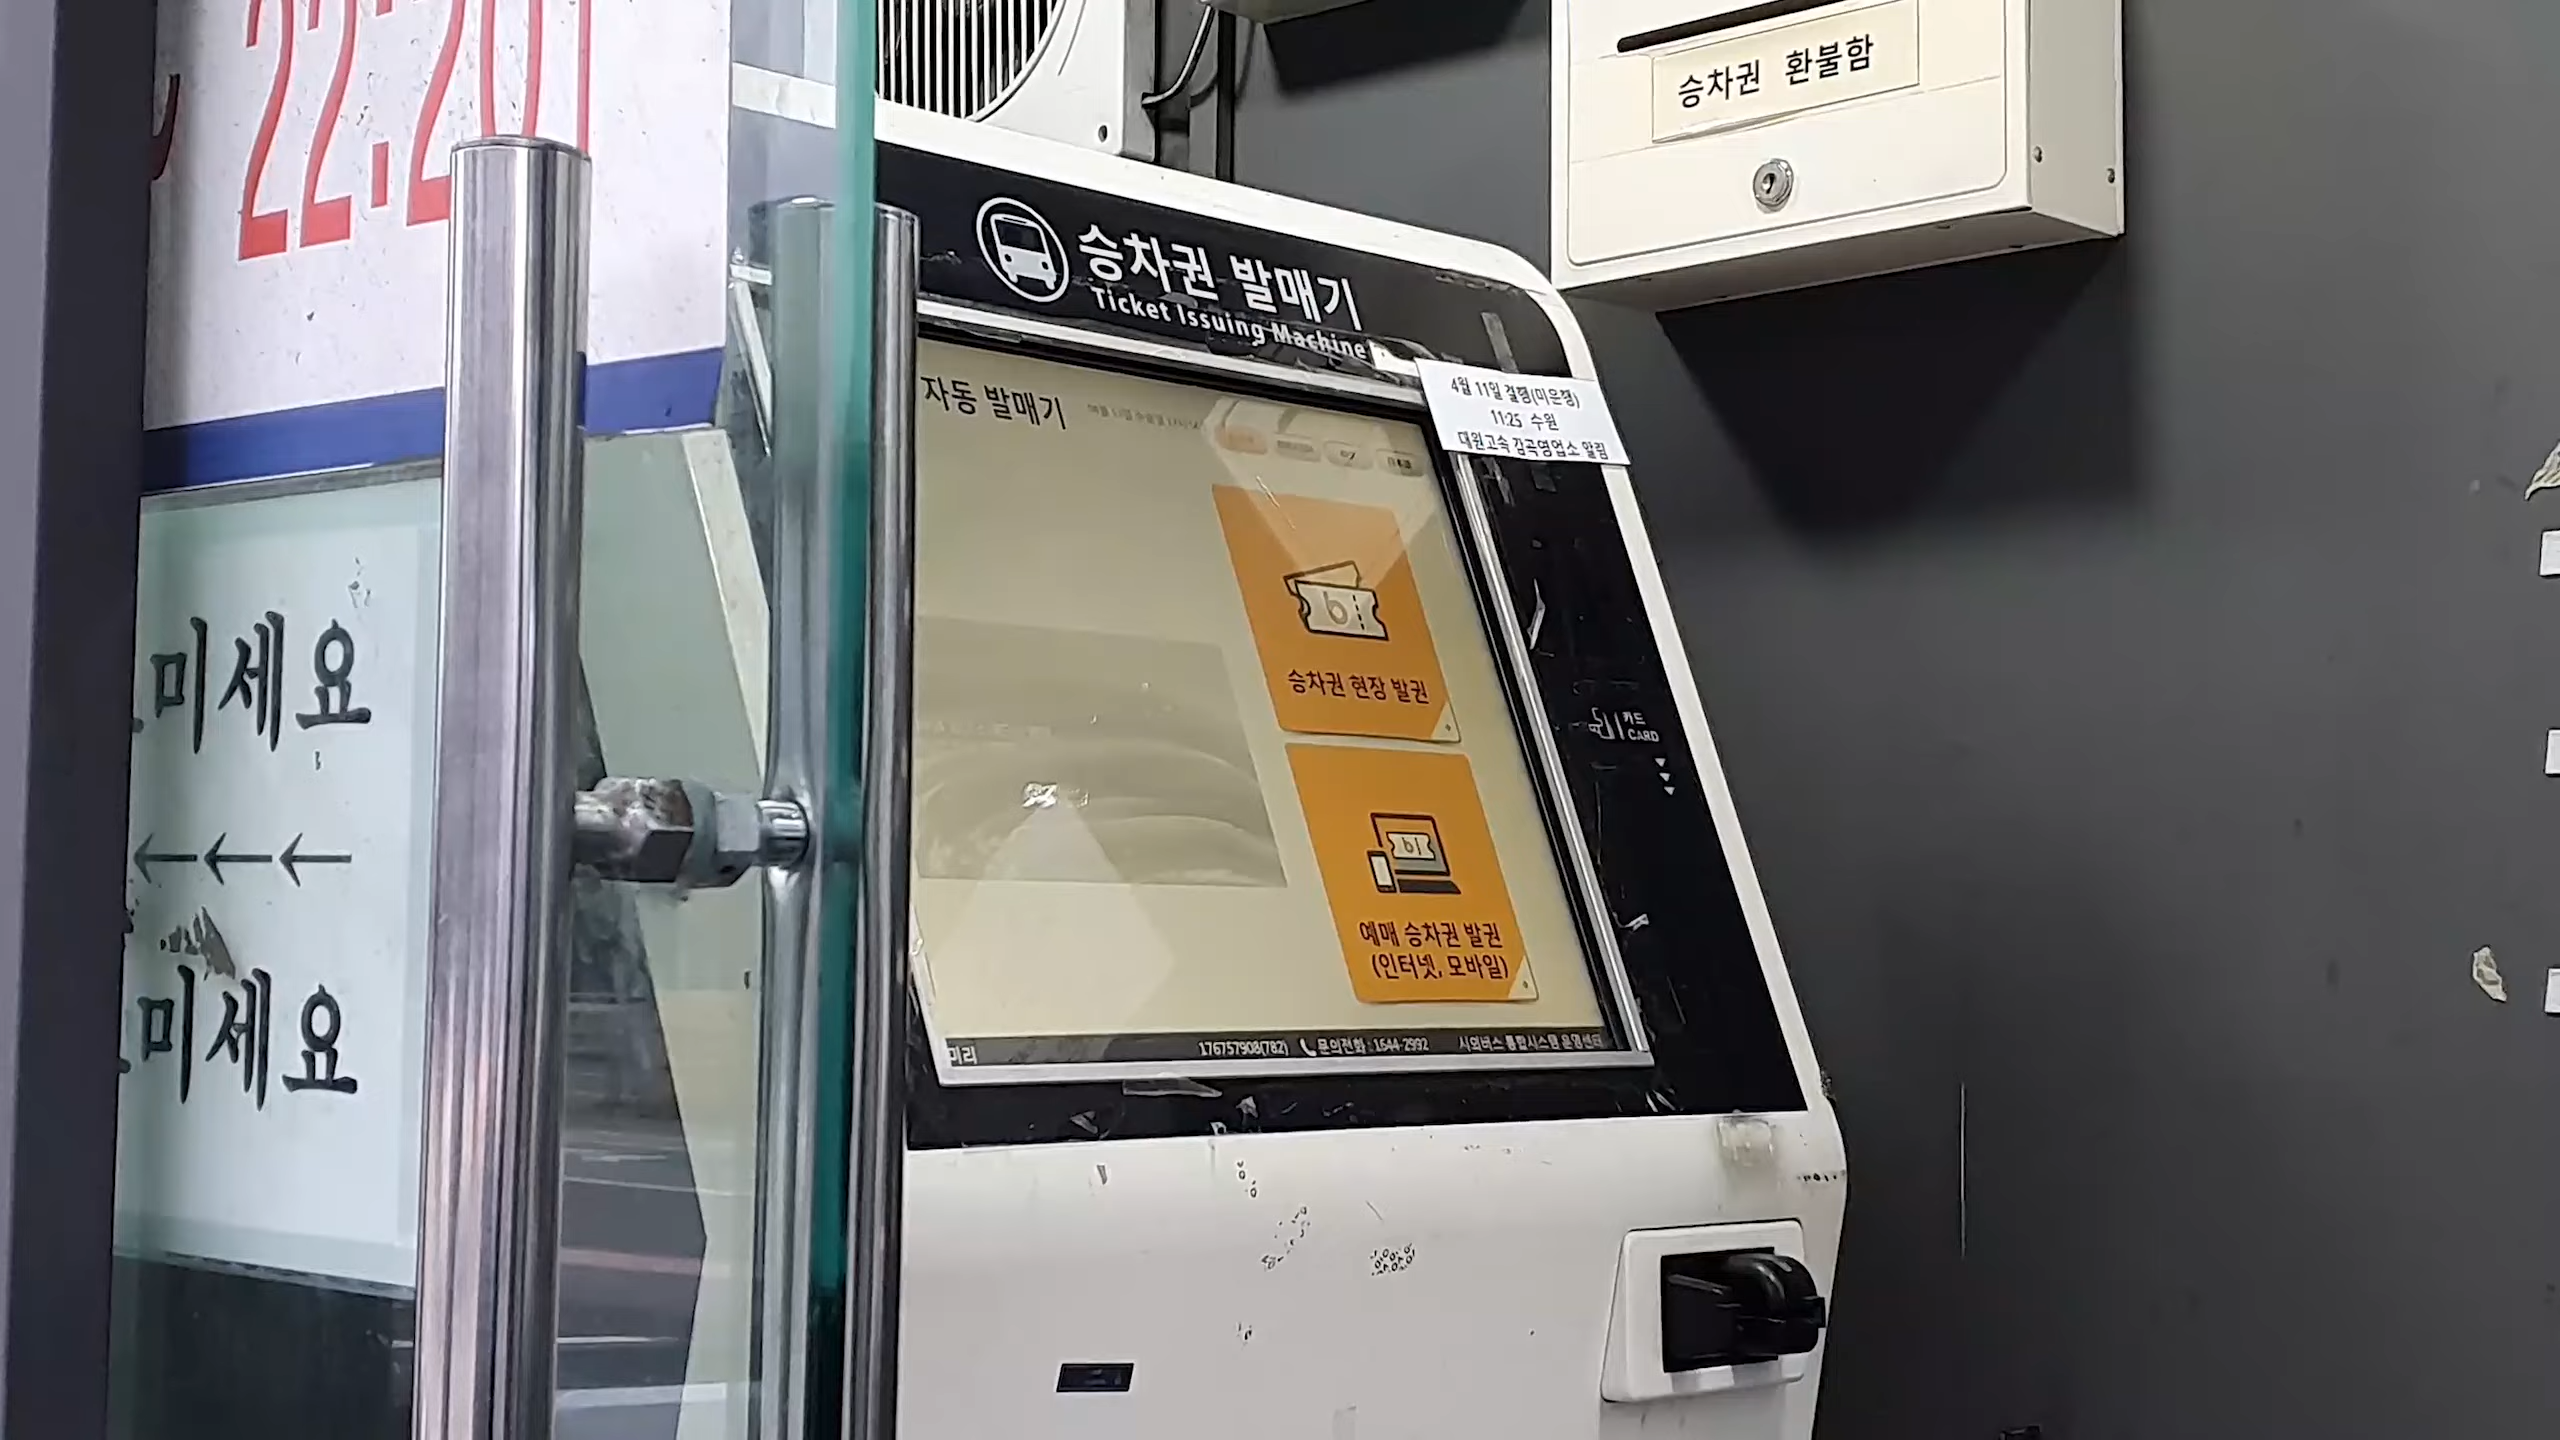 22:20
승차권 환불함
승차권 발매기
Ticket Issuing Machine
4월 11일 결행(미운행)
11:25 수원
대원고속 감곡영업소 알림
자동 발매기
승차권 현장 발권
카드
CARD
예매 승차권 발권
(인터넷, 모바일)
미리
176757908(782) 문의전화 : 1644-2992 시외버스 통합시스템 운영센터
미세요
←←←
미세요